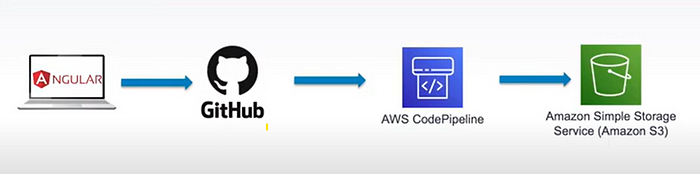 ANGULAR
GitHub
AWS CodePipeline
Amazon Simple Storage
Service (Amazon S3)